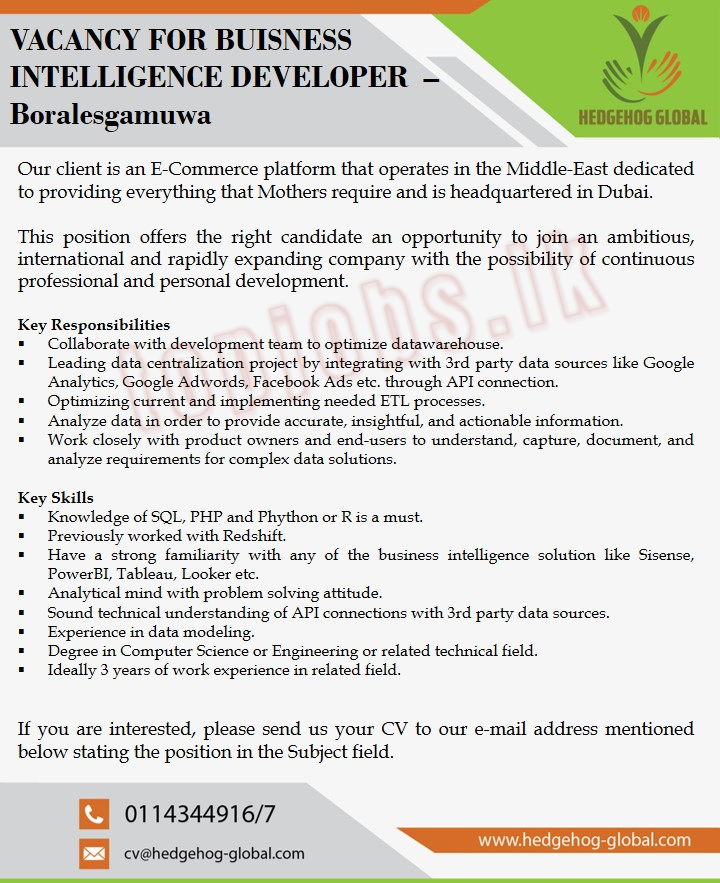 VACANCY FOR BUISNESS
INTELLIGENCE DEVELOPER –
Boralesgamuwa
HEDGEHOG GLOBAL
Our client is an E-Commerce platform that operates in the Middle-East dedicated
to providing everything that Mothers require and is headquartered in Dubai.
This position offers the right candidate an opportunity to join an ambitious,
international and rapidly expanding company with the possibility of continuous
professional and personal development.
topjobs.lk
Key Responsibilities
▪ Collaborate with development team to optimize datawarehouse.
▪ Leading data centralization project by integrating with 3rd party data sources like Google
Analytics, Google Adwords, Facebook Ads etc. through API connection.
▪ Optimizing current and implementing needed ETL processes.
▪ Analyze data in order to provide accurate, insightful, and actionable information.
▪ Work closely with product owners and end-users to understand, capture, document, and
analyze requirements for complex data solutions.
Key Skills
▪ Knowledge of SQL, PHP and Phython or R is a must.
▪ Previously worked with Redshift.
▪ Have a strong familiarity with any of the business intelligence solution like Sisense,
PowerBI, Tableau, Looker etc.
▪ Analytical mind with problem solving attitude.
▪ Sound technical understanding of API connections with 3rd party data sources.
▪ Experience in data modeling.
▪ Degree in Computer Science or Engineering or related technical field.
▪ Ideally 3 years of work experience in related field.
If you are interested, please send us your CV to our e-mail address mentioned
below stating the position in the Subject field.
0114344916/7
cv@hedgehog-global.com
www.hedgehog-global.com